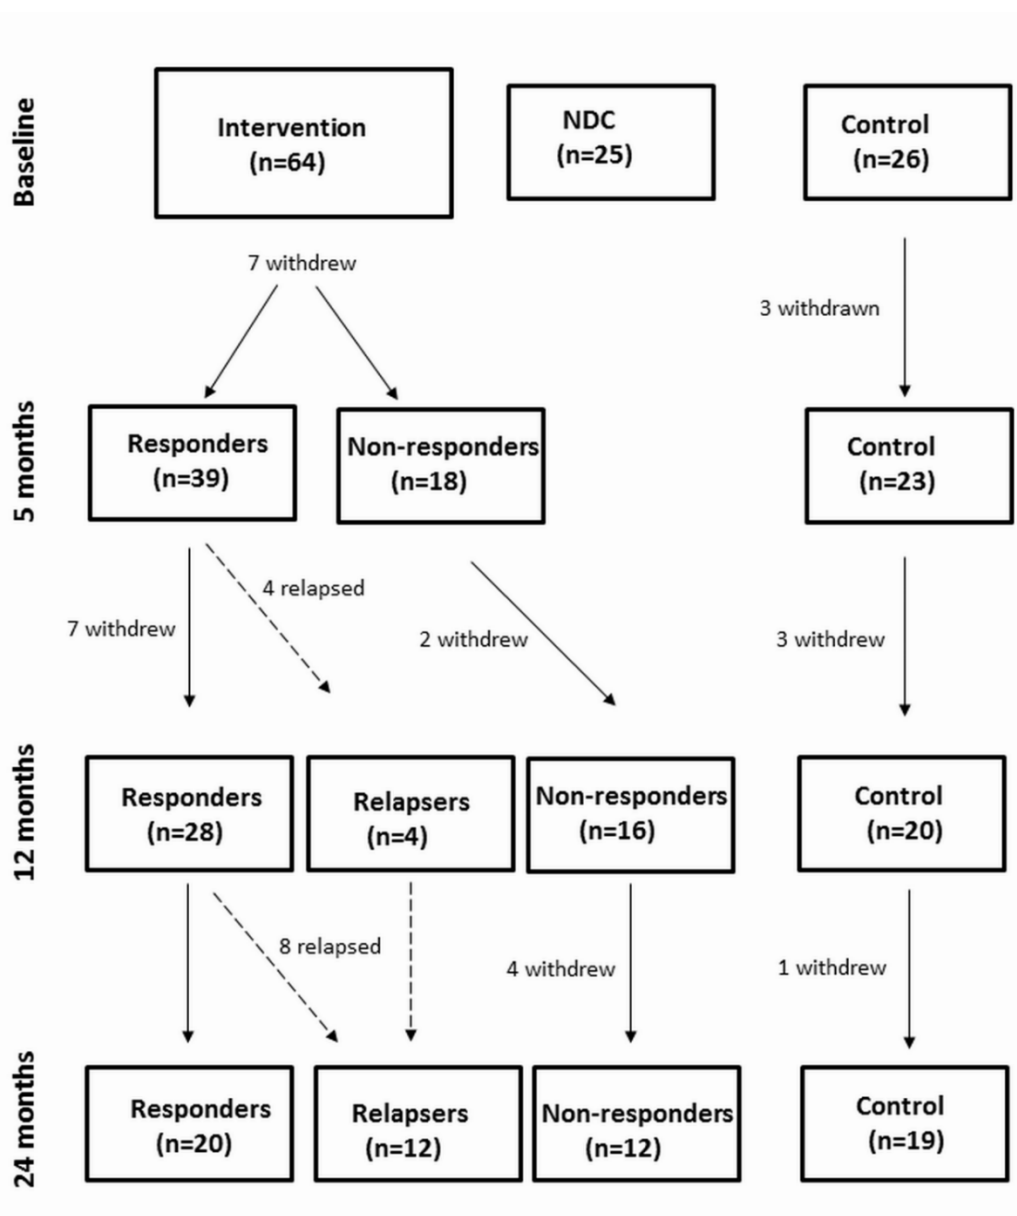 Baseline
Intervention
(n=64)
NDC
(n=25)
Control
(n=26)
7 withdrew
3 withdrawn
5 months
Responders
(n=39)
Non-responders
(n=18)
Control
(n=23)
4 relapsed
7 withdrew
2 withdrew
3 withdrew
12 months
Responders
(n=28)
Relapsers
(n=4)
Non-responders
(n=16)
Control
(n=20)
8 relapsed
4 withdrew
1 withdrew
24 months
Responders
(n=20)
Relapsers
(n=12)
Non-responders
(n=12)
Control
(n=19)